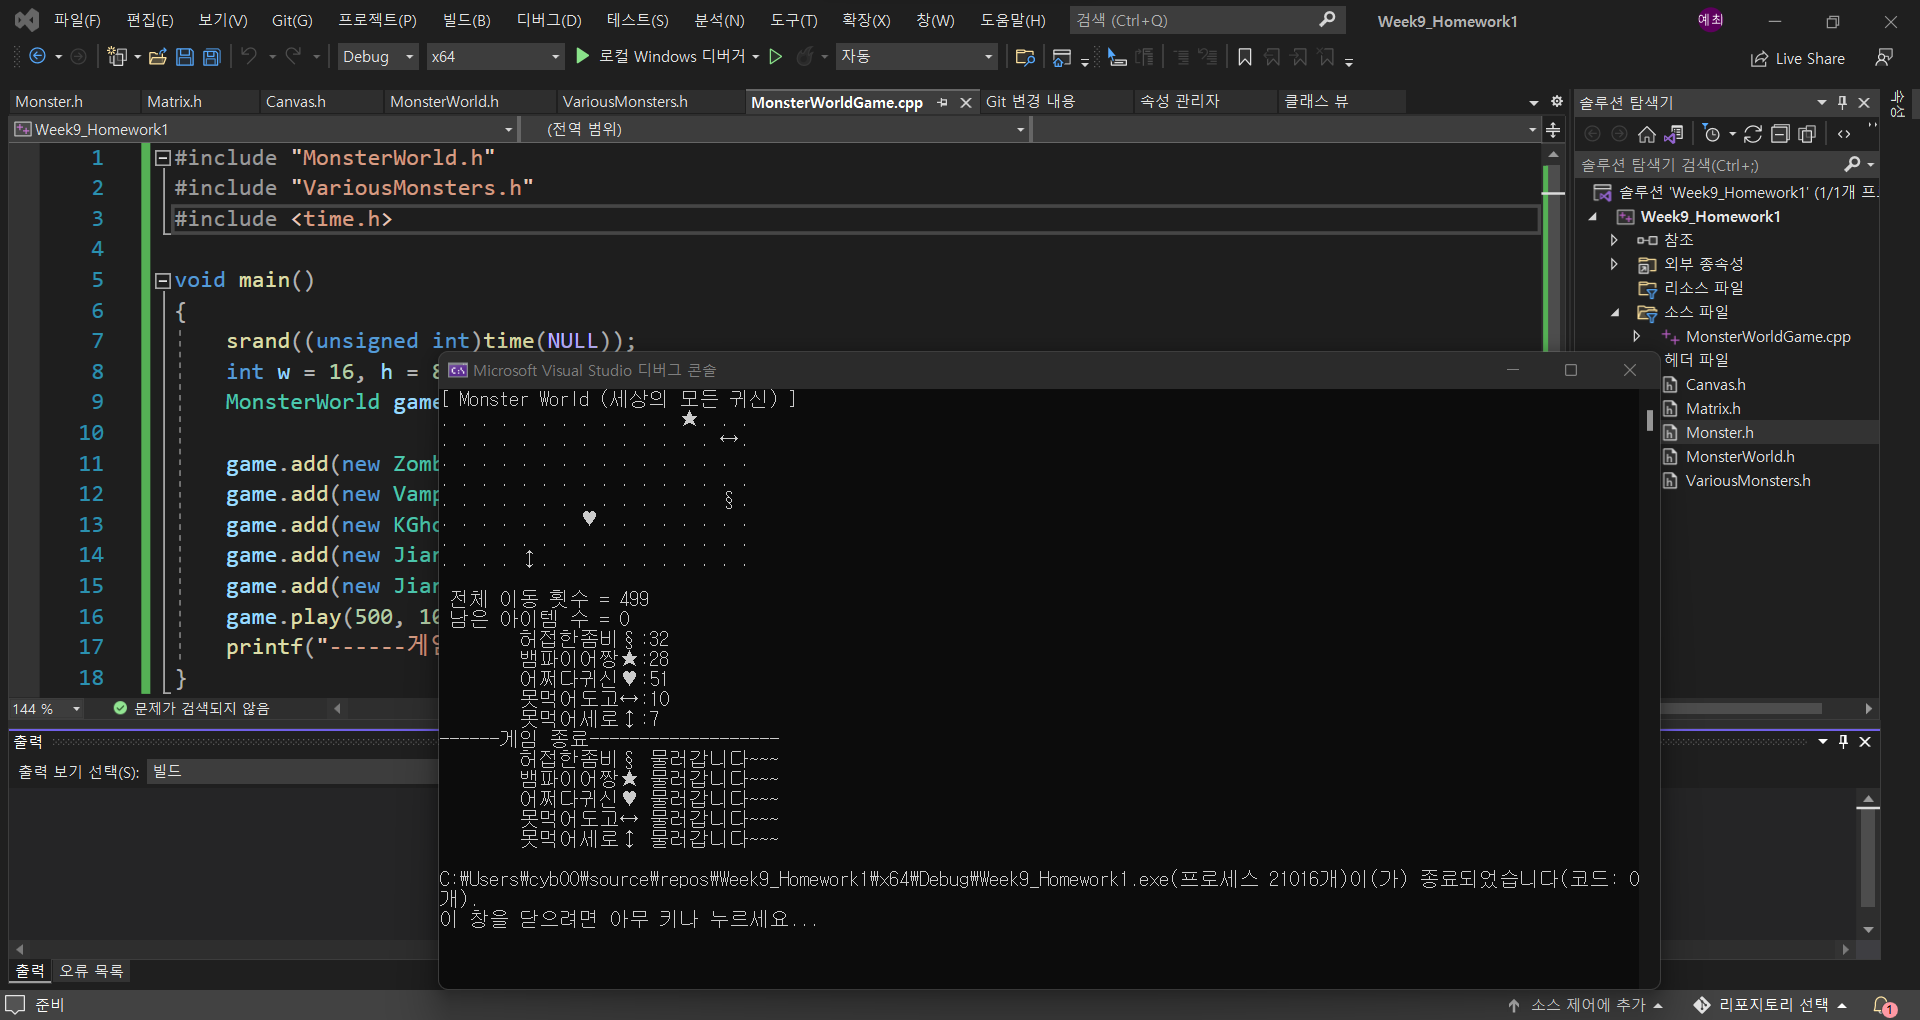 파일(F) 편집(E) 보기(V) Git(G) 프로젝트(P) 빌드(B) 디버그(D) 테스트(S) 분석(N) 도구(T) 확장(X) 창(W) 도움말(H) 검색 (Ctrl+Q) Week9_Homework1 예최
Debug x64 로컬 Windows 디버거 자동 Live Share
Monster.h Matrix.h Canvas.h MonsterWorld.h VariousMonsters.h MonsterWorldGame.cpp Git 변경 내용 속성 관리자 클래스 뷰
Week9_Homework1 (전역 범위)
1 #include "MonsterWorld.h"
2 #include "VariousMonsters.h"
3 #include <time.h>
4
5 void main()
6 {
7 srand((unsigned int)time(NULL));
8 int w = 16, h = 8
9 MonsterWorld game
10
11 game.add(new Zomb
12 game.add(new Vamp
13 game.add(new KGho
14 game.add(new Jian
15 game.add(new Jian
16 game.play(500, 10
17 printf("------게임
18 }
144 % 문제가 검색되지 않음
출력
출력 보기 선택(S): 빌드
출력 오류 목록
준비
Microsoft Visual Studio 디버그 콘솔
[ Monster World (세상의 모든 귀신) ]
. . . . . . . . . . . . ★ . . .
. . . . . . . . . . . . . . ↔ .
. . . . . . . . . . . . . . . .
. . . . . . . . . . . . . . . .
. . . . . . . . . . . . . . § .
. . . . . . . ♥ . . . . . . . .
. . . . . . . . . . . . . . . .
. . . . ↕ . . . . . . . . . . .
전체 이동 횟수 = 499
남은 아이템 수 = 0
허접한좀비§:32
뱀파이어짱★:28
어쩌다귀신♥:51
못먹어도고↔:10
못먹어세로↕:7
------게임 종료-------------------
허접한좀비§ 물러갑니다~~~
뱀파이어짱★ 물러갑니다~~~
어쩌다귀신♥ 물러갑니다~~~
못먹어도고↔ 물러갑니다~~~
못먹어세로↕ 물러갑니다~~~
C:₩Users₩cyb00₩source₩repos₩Week9_Homework1₩x64₩Debug₩Week9_Homework1.exe(프로세스 21016개)이(가) 종료되었습니다(코드: 0
개).
이 창을 닫으려면 아무 키나 누르세요...
솔루션 탐색기
솔루션 탐색기 검색(Ctrl+;)
솔루션 'Week9_Homework1' (1/1개 프
Week9_Homework1
참조
외부 종속성
리소스 파일
소스 파일
MonsterWorldGame.cpp
헤더 파일
Canvas.h
Matrix.h
Monster.h
MonsterWorld.h
VariousMonsters.h
속성
소스 제어에 추가 리포지토리 선택 1